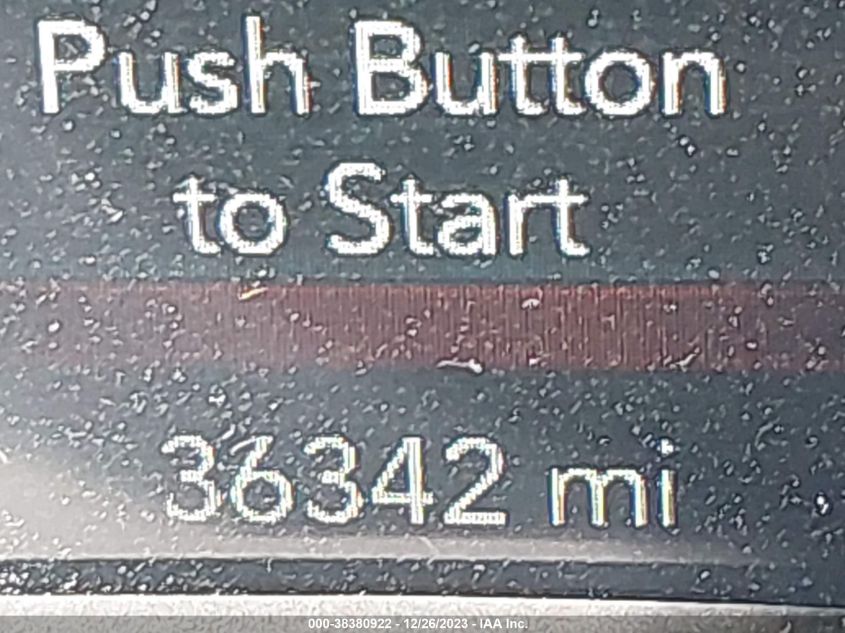 Push Button
to Start
36342 mi
000-38380922 - 12/26/2023 - IAA Inc.